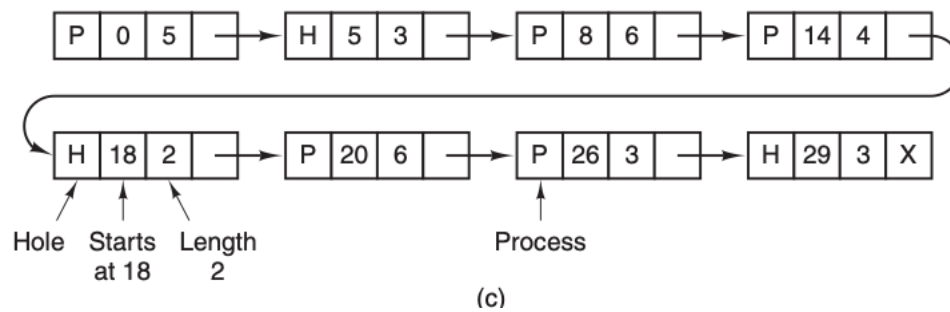 P 0 5 H 5 3 P 8 6 P 14 4
H 18 2 P 20 6 P 26 3 H 29 3 X
Hole Starts Length Process
at 18 2
(c)